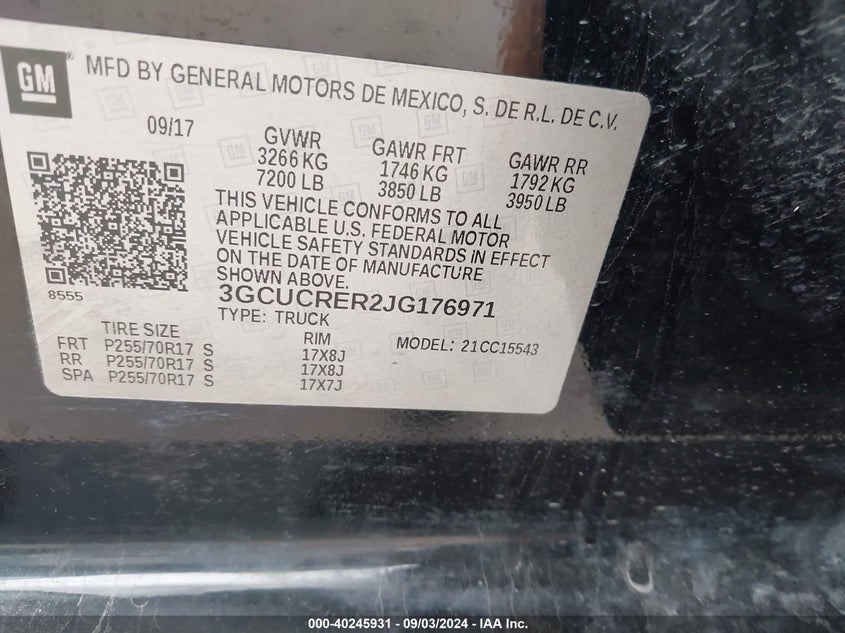 GM
MFD BY GENERAL MOTORS DE MEXICO, S. DE R.L. DE C.V.
09/17
GVWR GAWR FRT GAWR RR
3266 KG 1746 KG 1792 KG
7200 LB 3850 LB 3950 LB
THIS VEHICLE CONFORMS TO ALL
APPLICABLE U.S. FEDERAL MOTOR
VEHICLE SAFETY STANDARDS IN EFFECT
ON THE DATE OF MANUFACTURE
SHOWN ABOVE.
8555
3GCUCRER2JG176971
TYPE: TRUCK
TIRE SIZE RIM MODEL: 21CC15543
FRT P255/70R17 S 17X8J
RR P255/70R17 S 17X8J
SPA P255/70R17 S 17X7J
000-40245931 - 09/03/2024 - IAA Inc.